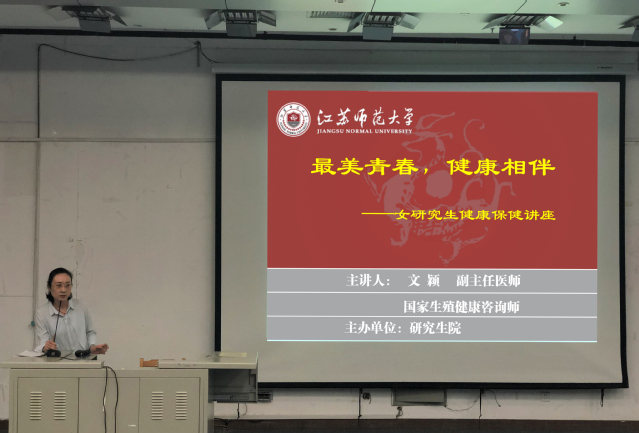 江苏师范大学
JIANGSU NORMAL UNIVERSITY
最美青春，健康相伴
——女研究生健康保健讲座
主讲人： 文 颖 副主任医师
国家生殖健康咨询师
主办单位：研究生院